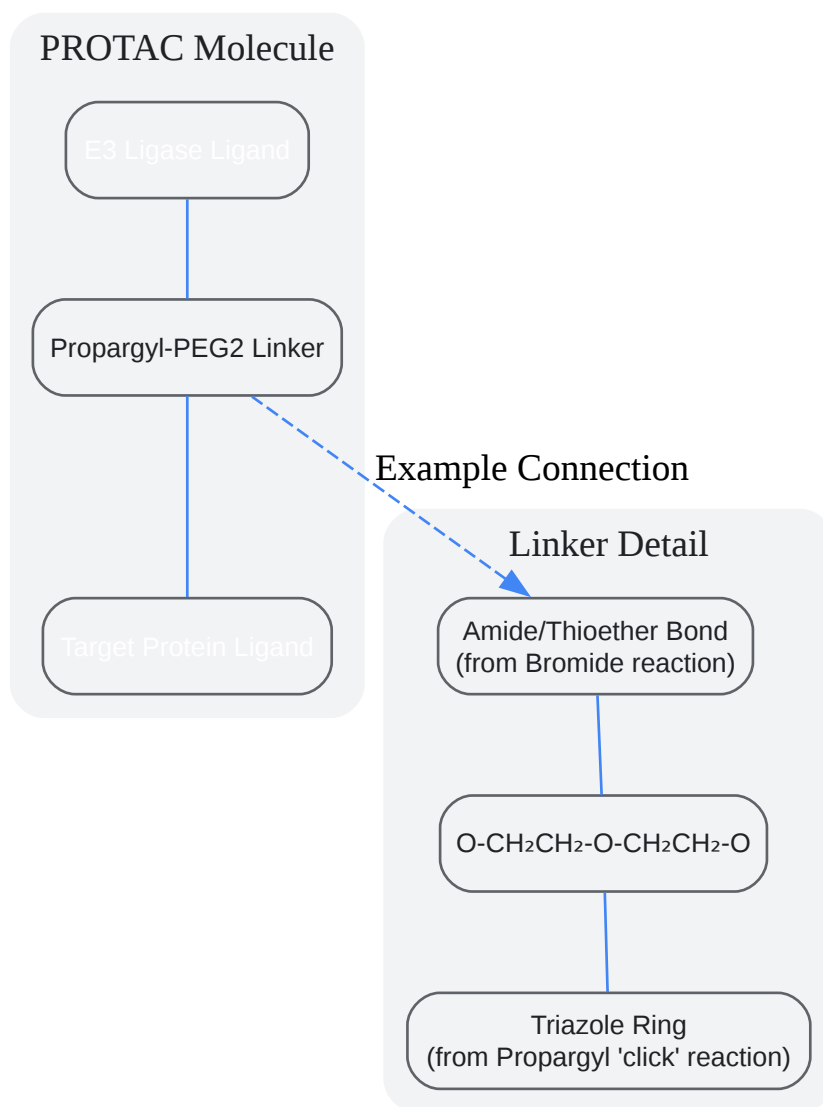 PROTAC Molecule
E3 Ligase Ligand
Propargyl-PEG2 Linker
Example Connection
Linker Detail
Target Protein Ligand
Amide/Thioether Bond
(from Bromide reaction)
O-CH₂CH₂-O-CH₂CH₂-O
Triazole Ring
(from Propargyl 'click' reaction)